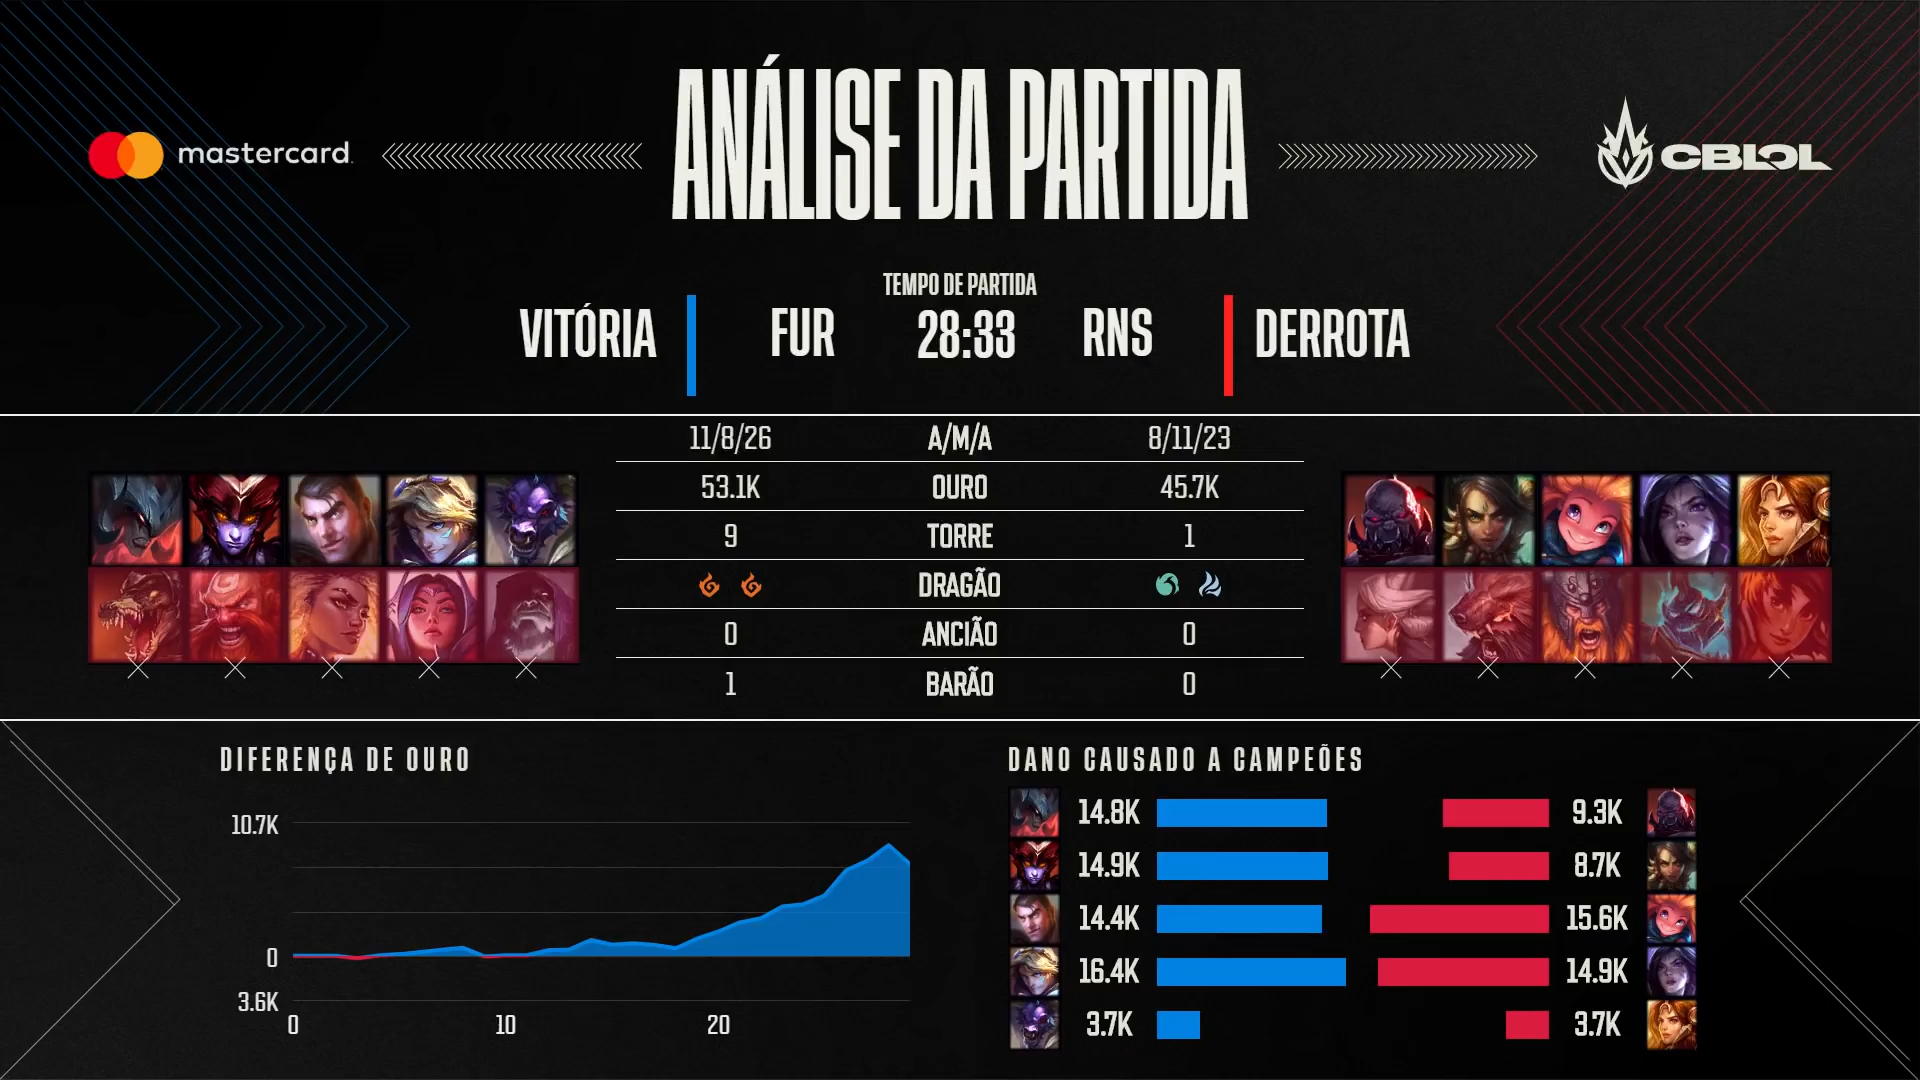 ANÁLISE DA PARTIDA
mastercard.
CBLOL
TEMPO DE PARTIDA
VITÓRIA FUR 28:33 RNS DERROTA
11/8/26 A/M/A 8/11/23
53.1K OURO 45.7K
9 TORRE 1
DRAGÃO
0 ANCIÃO 0
1 BARÃO 0
DIFERENÇA DE OURO
10.7K
0
3.6K
0 10 20
DANO CAUSADO A CAMPEÕES
14.8K 9.3K
14.9K 8.7K
14.4K 15.6K
16.4K 14.9K
3.7K 3.7K